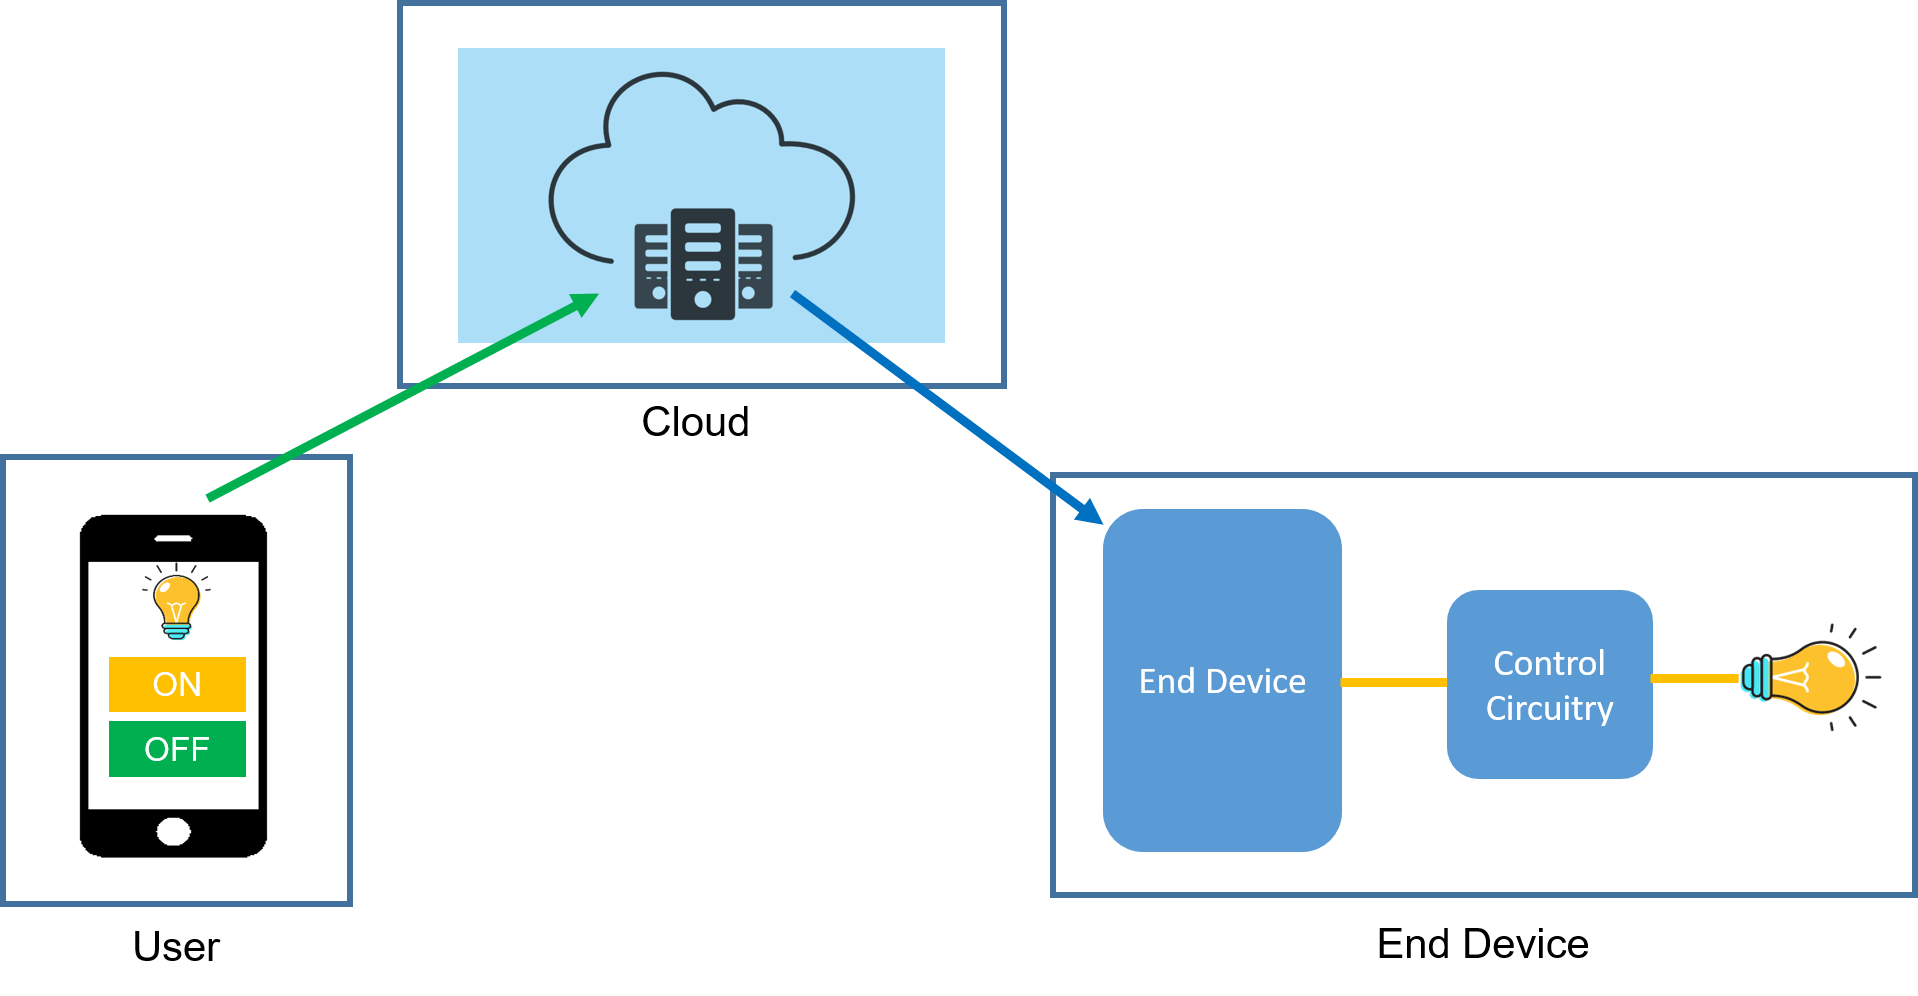 Cloud
ON
OFF
User
End Device
Control
Circuitry
End Device